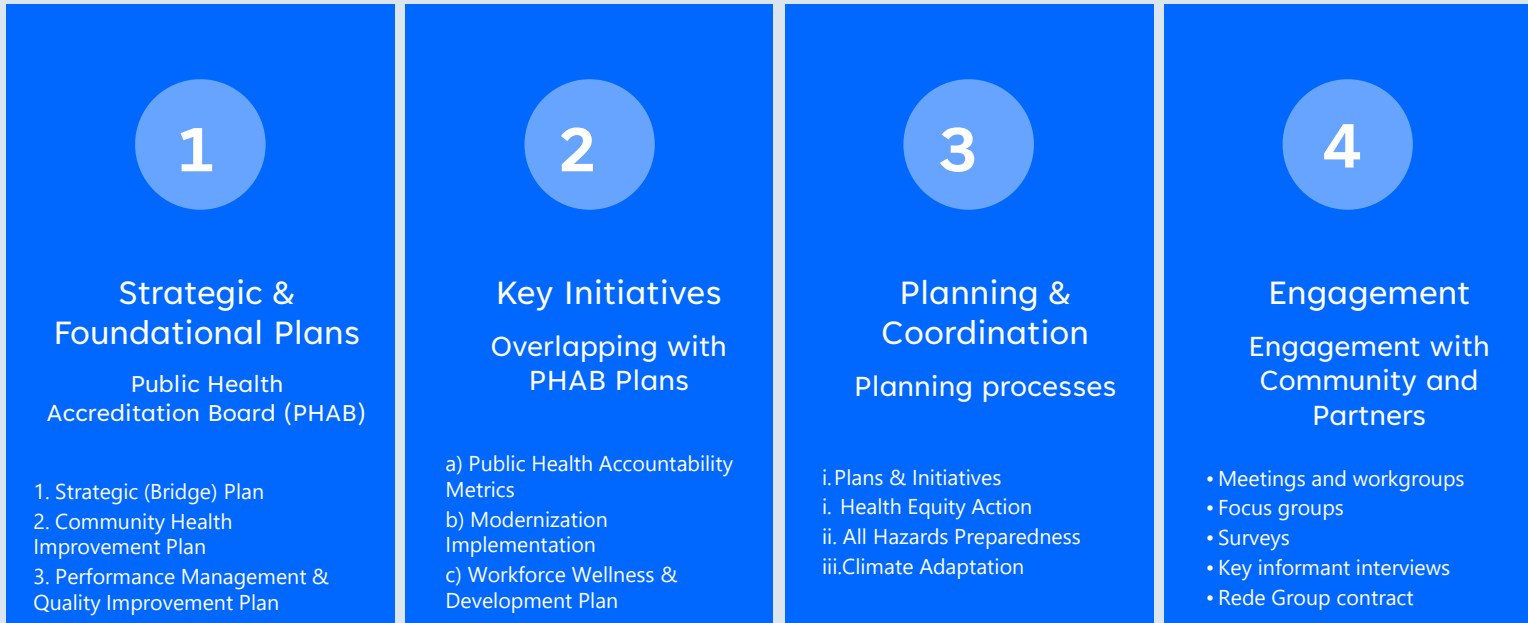 1
Strategic &
Foundational Plans
Public Health
Accreditation Board (PHAB)
1. Strategic (Bridge) Plan
2. Community Health
Improvement Plan
3. Performance Management &
Quality Improvement Plan
2
Key Initiatives
Overlapping with
PHAB Plans
a) Public Health Accountability
Metrics
b) Modernization
Implementation
c) Workforce Wellness &
Development Plan
3
Planning &
Coordination
Planning processes
i. Plans & Initiatives
i. Health Equity Action
ii. All Hazards Preparedness
iii.Climate Adaptation
4
Engagement
Engagement with
Community and
Partners
• Meetings and workgroups
• Focus groups
• Surveys
• Key informant interviews
• Rede Group contract